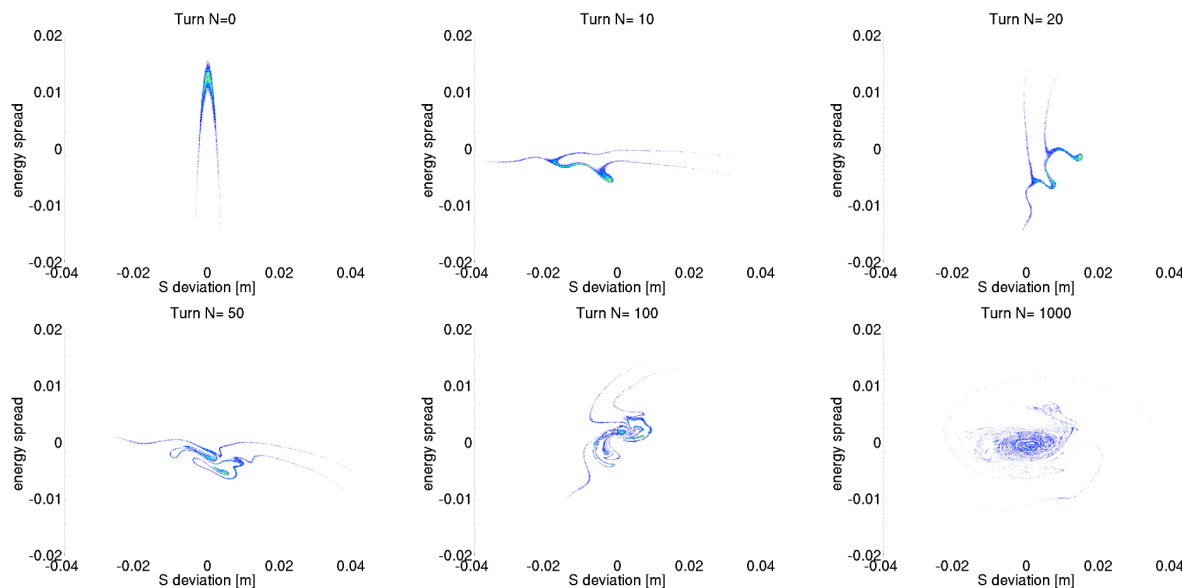 Turn N=0
0.02
0.01
0
-0.01
-0.02
energy spread
-0.04 -0.02 0 0.02 0.04
S deviation [m]
Turn N= 10
0.02
0.01
0
-0.01
-0.02
energy spread
-0.04 -0.02 0 0.02 0.04
S deviation [m]
Turn N= 20
0.02
0.01
0
-0.01
-0.02
energy spread
-0.04 -0.02 0 0.02 0.04
S deviation [m]
Turn N= 50
0.02
0.01
0
-0.01
-0.02
energy spread
-0.04 -0.02 0 0.02 0.04
S deviation [m]
Turn N= 100
0.02
0.01
0
-0.01
-0.02
energy spread
-0.04 -0.02 0 0.02 0.04
S deviation [m]
Turn N= 1000
0.02
0.01
0
-0.01
-0.02
energy spread
-0.04 -0.02 0 0.02 0.04
S deviation [m]